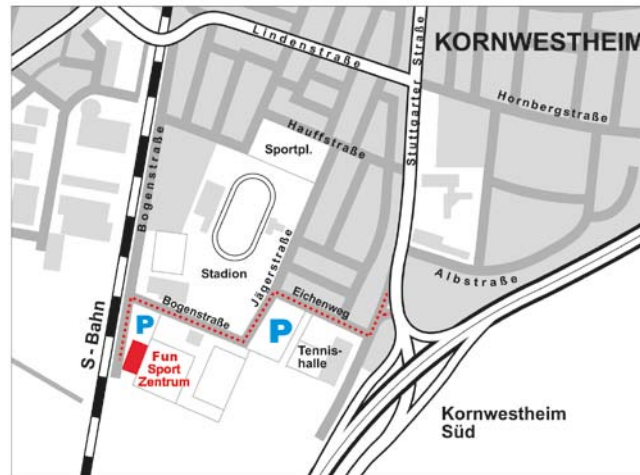 Lindenstraße
Stuttgarter Straße
KORNWESTHEIM
Hornbergstraße
Hauffstraße
Sportpl.
Bogenstraße
Stadion
Jägerstraße
Eichenweg
Albstraße
Bogenstraße
S - Bahn
P
P
Fun
Sport
Zentrum
Tennis-
halle
Kornwestheim
Süd